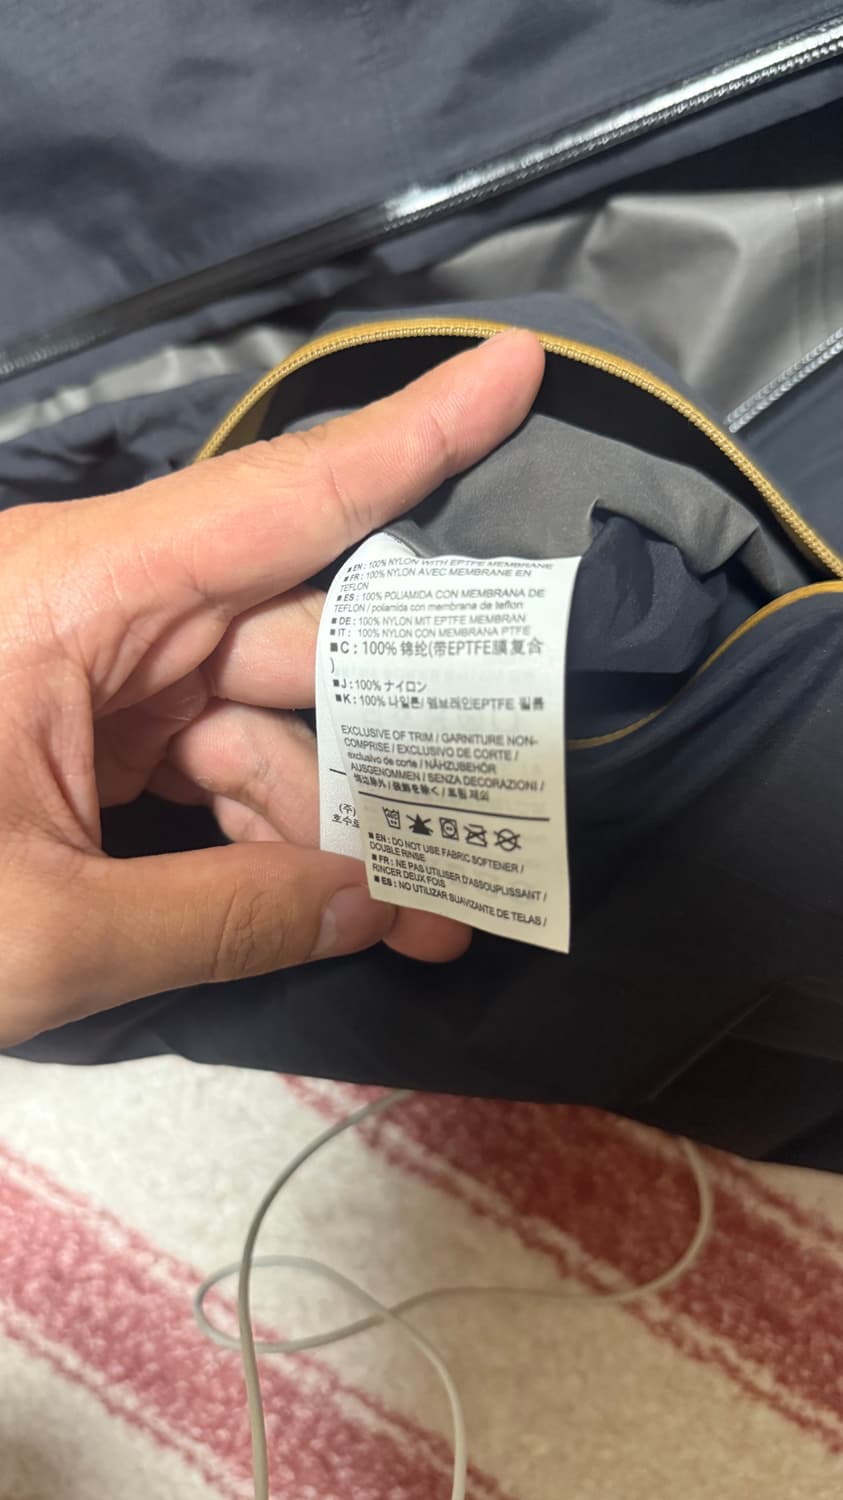 ■ EN : 100% NYLON WITH EPTFE MEMBRANE
■ FR : 100% NYLON AVEC MEMBRANE EN
TEFLON
■ ES : 100% POLIAMIDA CON MEMBRANA DE
TEFLON / poliamida con membrana de teflon
■ DE : 100% NYLON MIT EPTFE MEMBRAN
■ IT : 100% NYLON CON MEMBRANA PTFE
■ C : 100% 锦纶(带EPTFE膜复合
)
■ J : 100% ナイロン
■ K : 100% 나일론/ 멤브레인EPTFE 필름
EXCLUSIVE OF TRIM / GARNITURE NON-
COMPRISE / EXCLUSIVO DE CORTE /
exclusivo de corte / NÄHZUBEHÖR
AUSGENOMMEN / SENZA DECORAZIONI /
/ 装飾を除く / 트림 제외
(주)
호수로
■ EN : DO NOT USE FABRIC SOFTENER /
DOUBLE RINSE
■ FR : NE PAS UTILISER D'ASSOUPLISSANT /
RINCER DEUX FOIS
■ ES : NO UTILIZAR SUAVIZANTE DE TELAS /